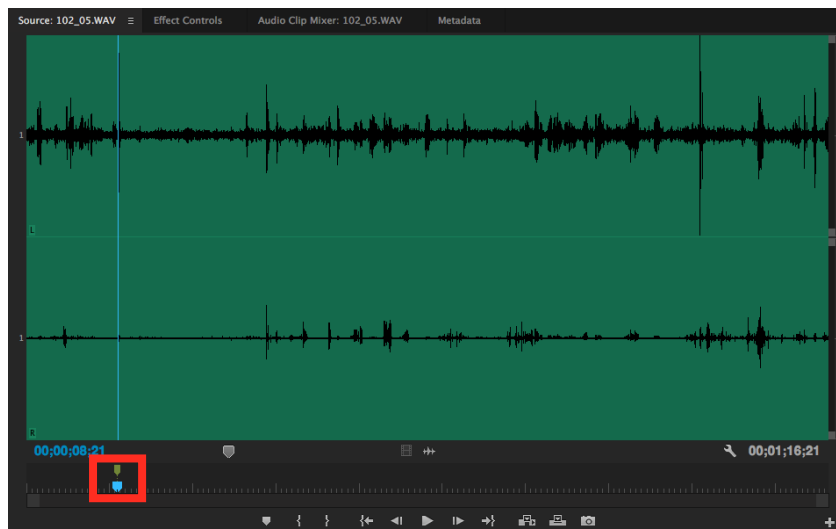 Source: 102_05.WAV Effect Controls Audio Clip Mixer: 102_05.WAV Metadata
1
L
1
R
00;00;08;21 00;01;16;21